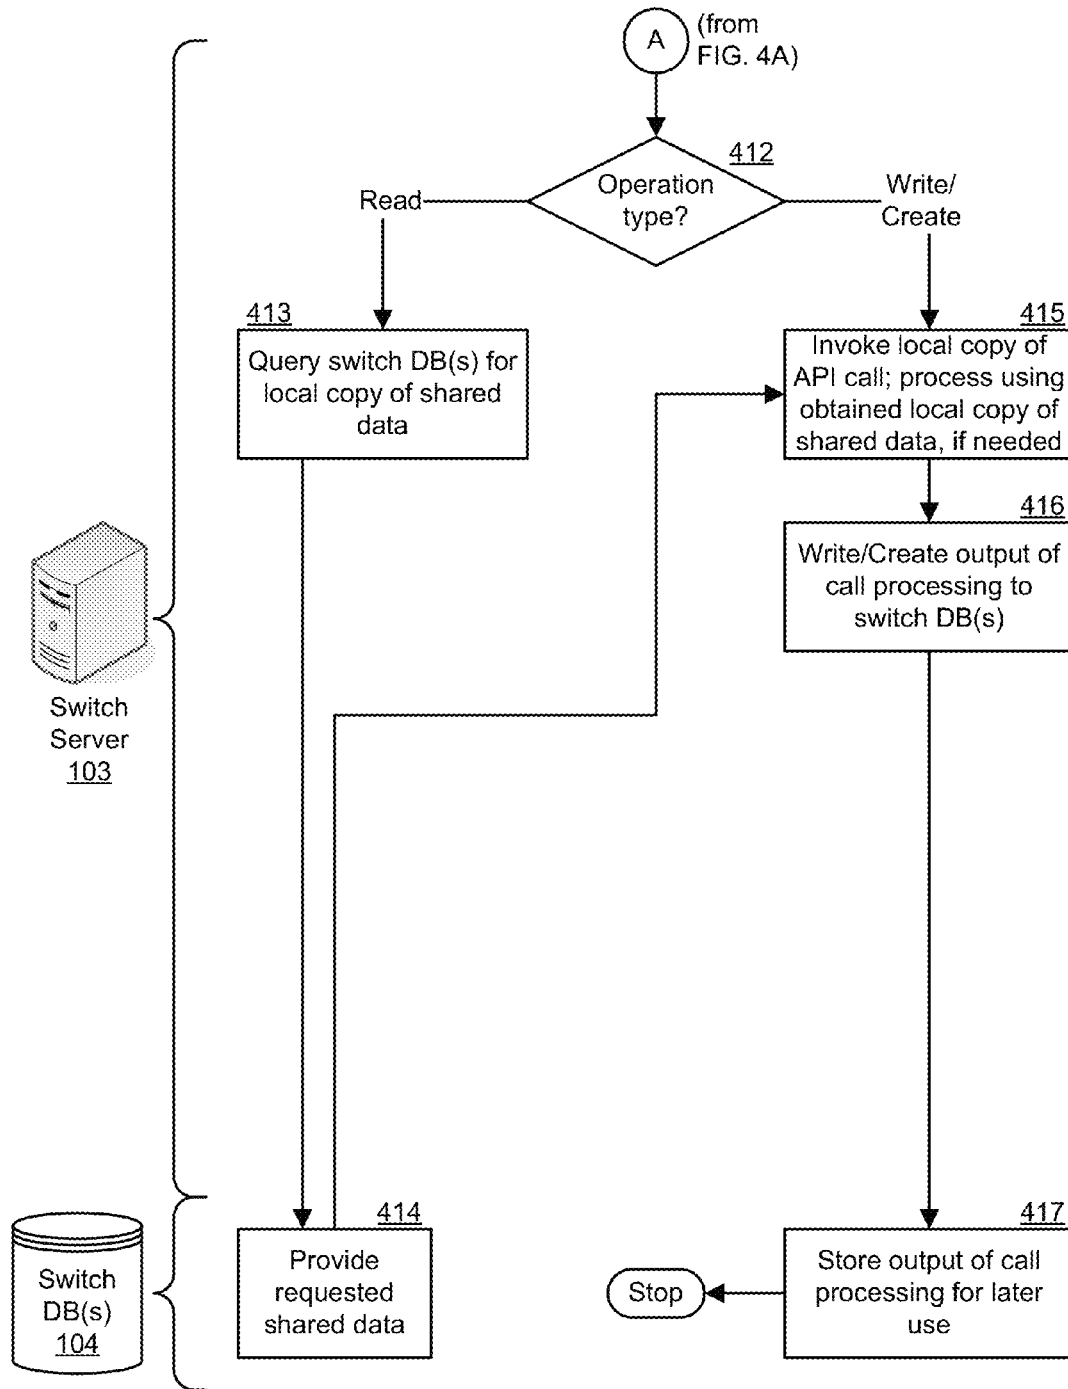 A
(from
FIG. 4A)
412
Operation
type?
Read
Write/
Create
413
Query switch DB(s) for
local copy of shared
data
415
Invoke local copy of
API call; process using
obtained local copy of
shared data, if needed
416
Write/Create output of
call processing to
switch DB(s)
Switch
Server
103
414
Provide
requested
shared data
417
Store output of call
processing for later
use
Stop
Switch
DB(s)
104